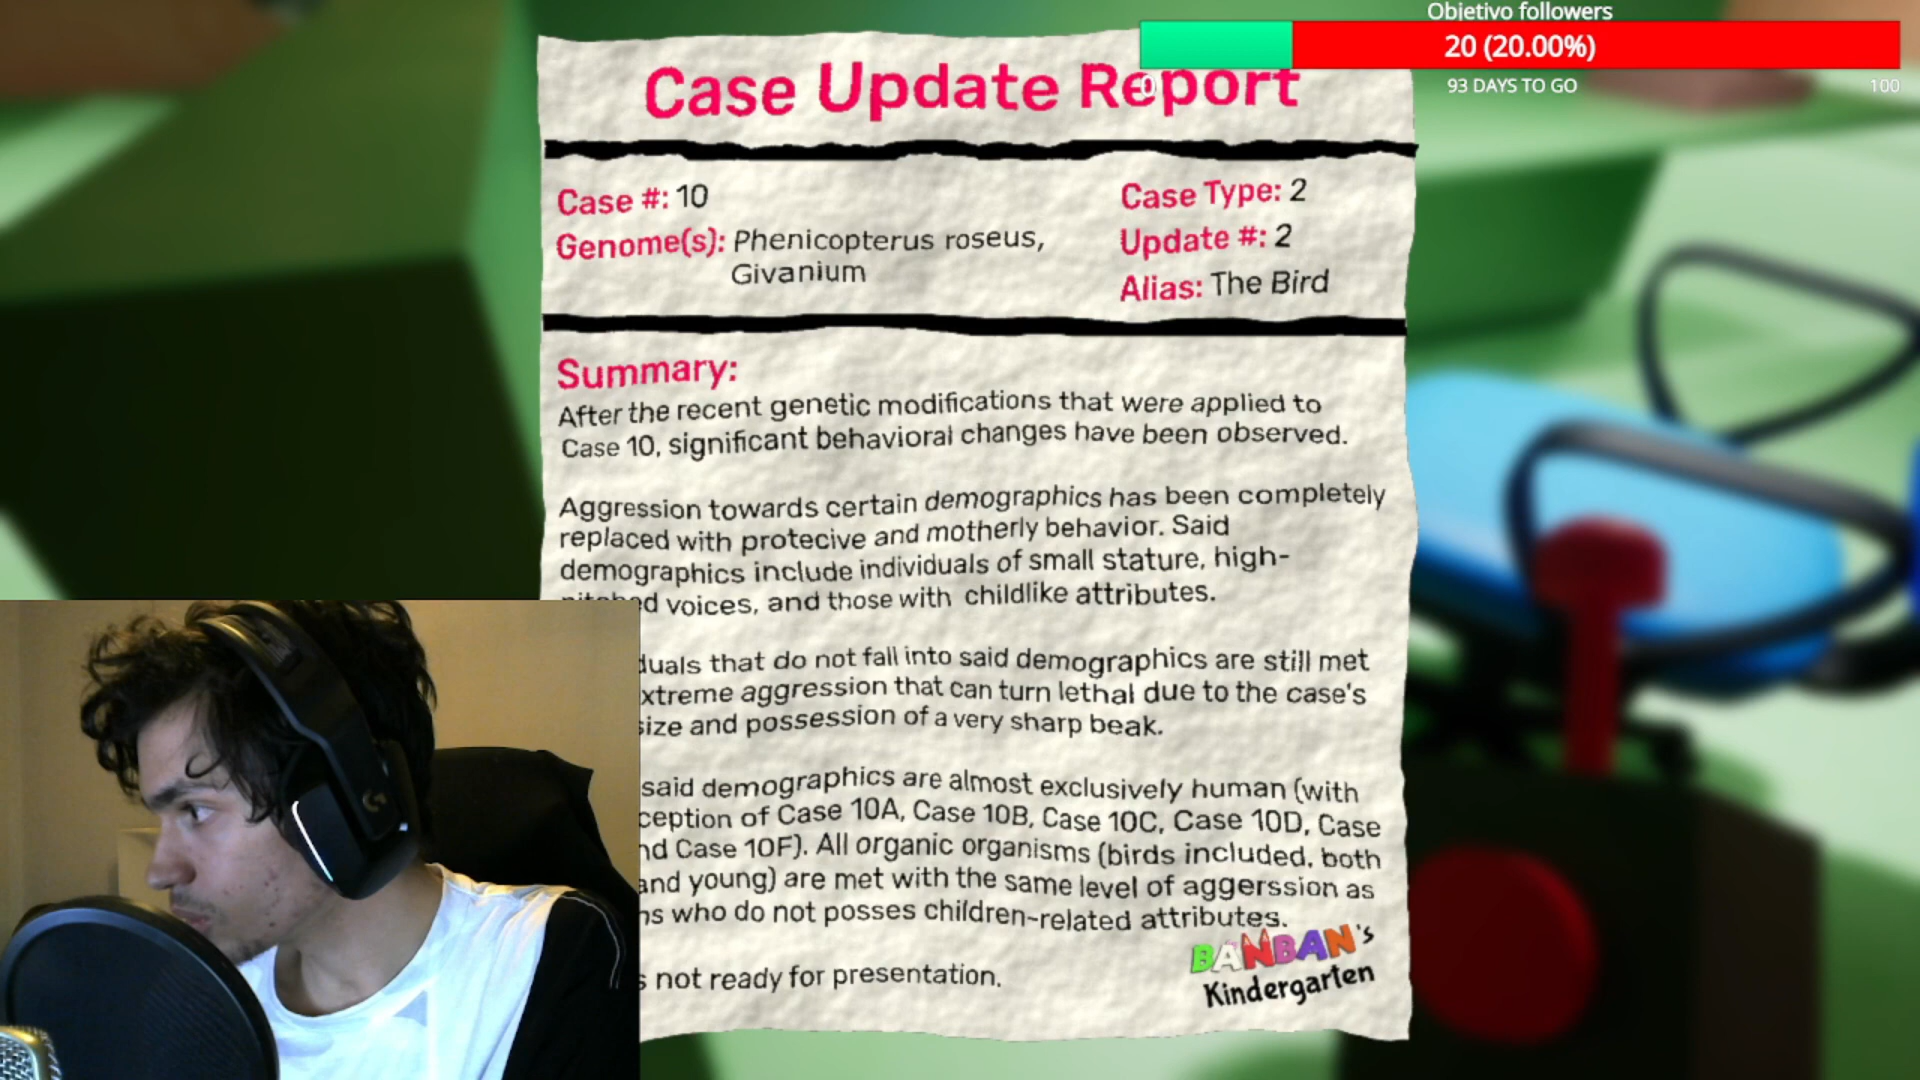 Objetivo followers
20 (20.00%)
0
93 DAYS TO GO
100
Case Update Report
Case #: 10
Genome(s): Phenicopterus roseus,
Givanium
Case Type: 2
Update #: 2
Alias: The Bird
Summary:
After the recent genetic modifications that were applied to
Case 10, significant behavioral changes have been observed.
Aggression towards certain demographics has been completely
replaced with protecive and motherly behavior. Said
demographics include individuals of small stature, high-
voices, and those with childlike attributes.
that do not fall into said demographics are still met
aggression that can turn lethal due to the case's
and possession of a very sharp beak.
said demographics are almost exclusively human (with
of Case 10A, Case 10B, Case 10C, Case 10D, Case
Case 10F). All organic organisms (birds included, both
and young) are met with the same level of aggerssion as
who do not posses children-related attributes.
not ready for presentation.
BANBAN's
Kindergarten